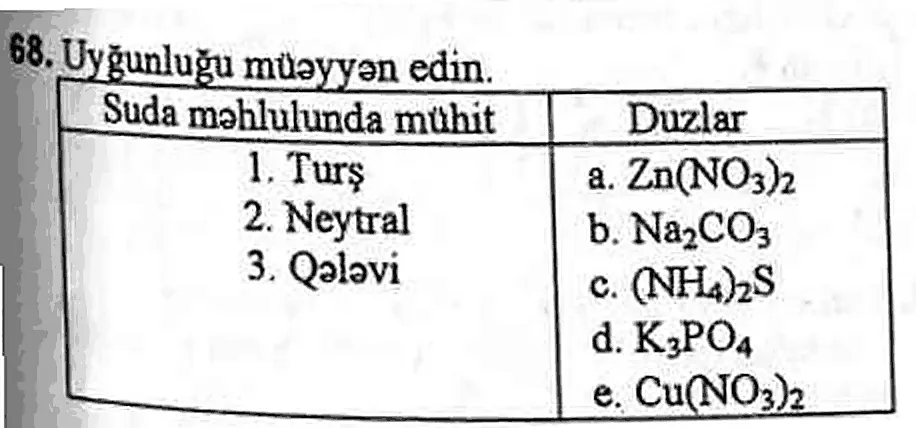 68. Uyğunluğu müəyyən edin.
Suda məhlulunda mühit
Duzlar
1. Turş
2. Neytral
3. Qələvi
a. Zn(NO₃)₂
b. Na₂CO₃
c. (NH₄)₂S
d. K₃PO₄
e. Cu(NO₃)₂